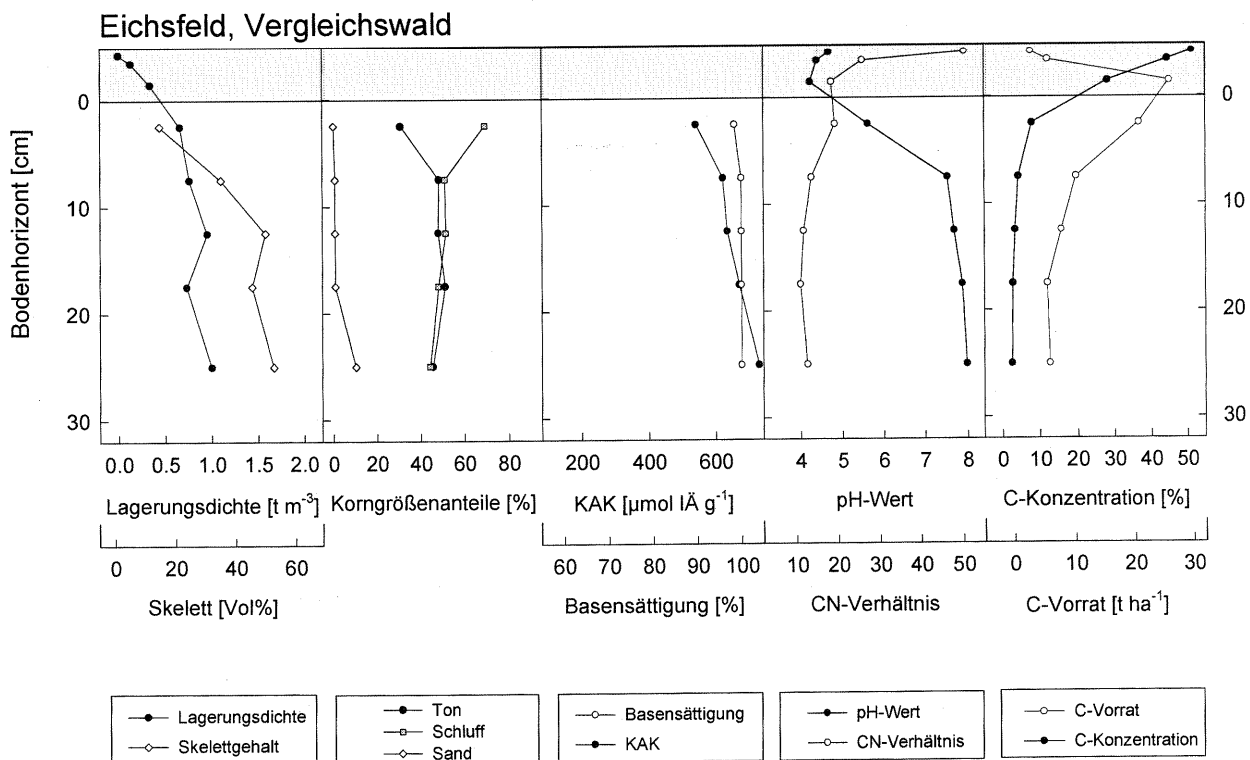 Eichsfeld, Vergleichswald
Bodenhorizont [cm]
0
10
20
30
0
10
20
30
0.0 0.5 1.0 1.5 2.0
0 20 40 60 80
200 400 600
4 5 6 7 8
0 10 20 30 40 50
Lagerungsdichte [t m-3]
Korngrößenanteile [%]
KAK [µmol IÄ g-1]
pH-Wert
C-Konzentration [%]
0 20 40 60
60 70 80 90 100
10 20 30 40 50
0 10 20 30
Skelett [Vol%]
Basensättigung [%]
CN-Verhältnis
C-Vorrat [t ha-1]
Lagerungsdichte
Skelettgehalt
Ton
Schluff
Sand
Basensättigung
KAK
pH-Wert
CN-Verhältnis
C-Vorrat
C-Konzentration